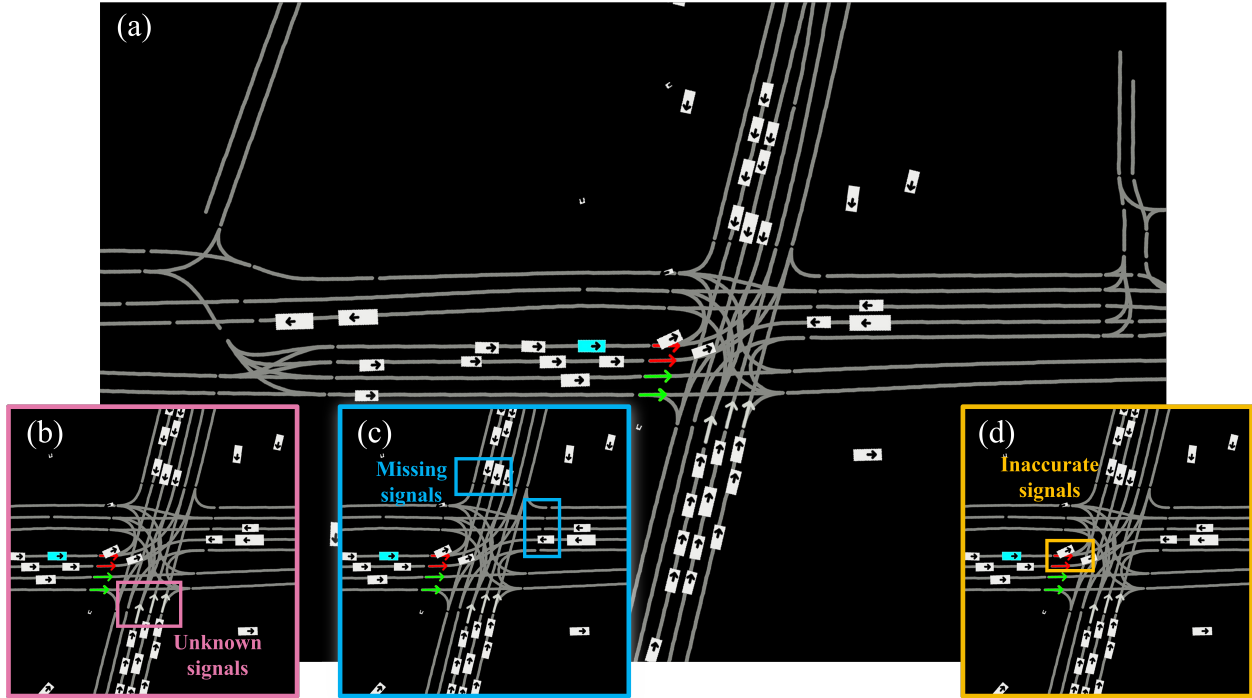 (a)
(b)
Unknown
signals
(c)
Missing
signals
(d)
Inaccurate
signals